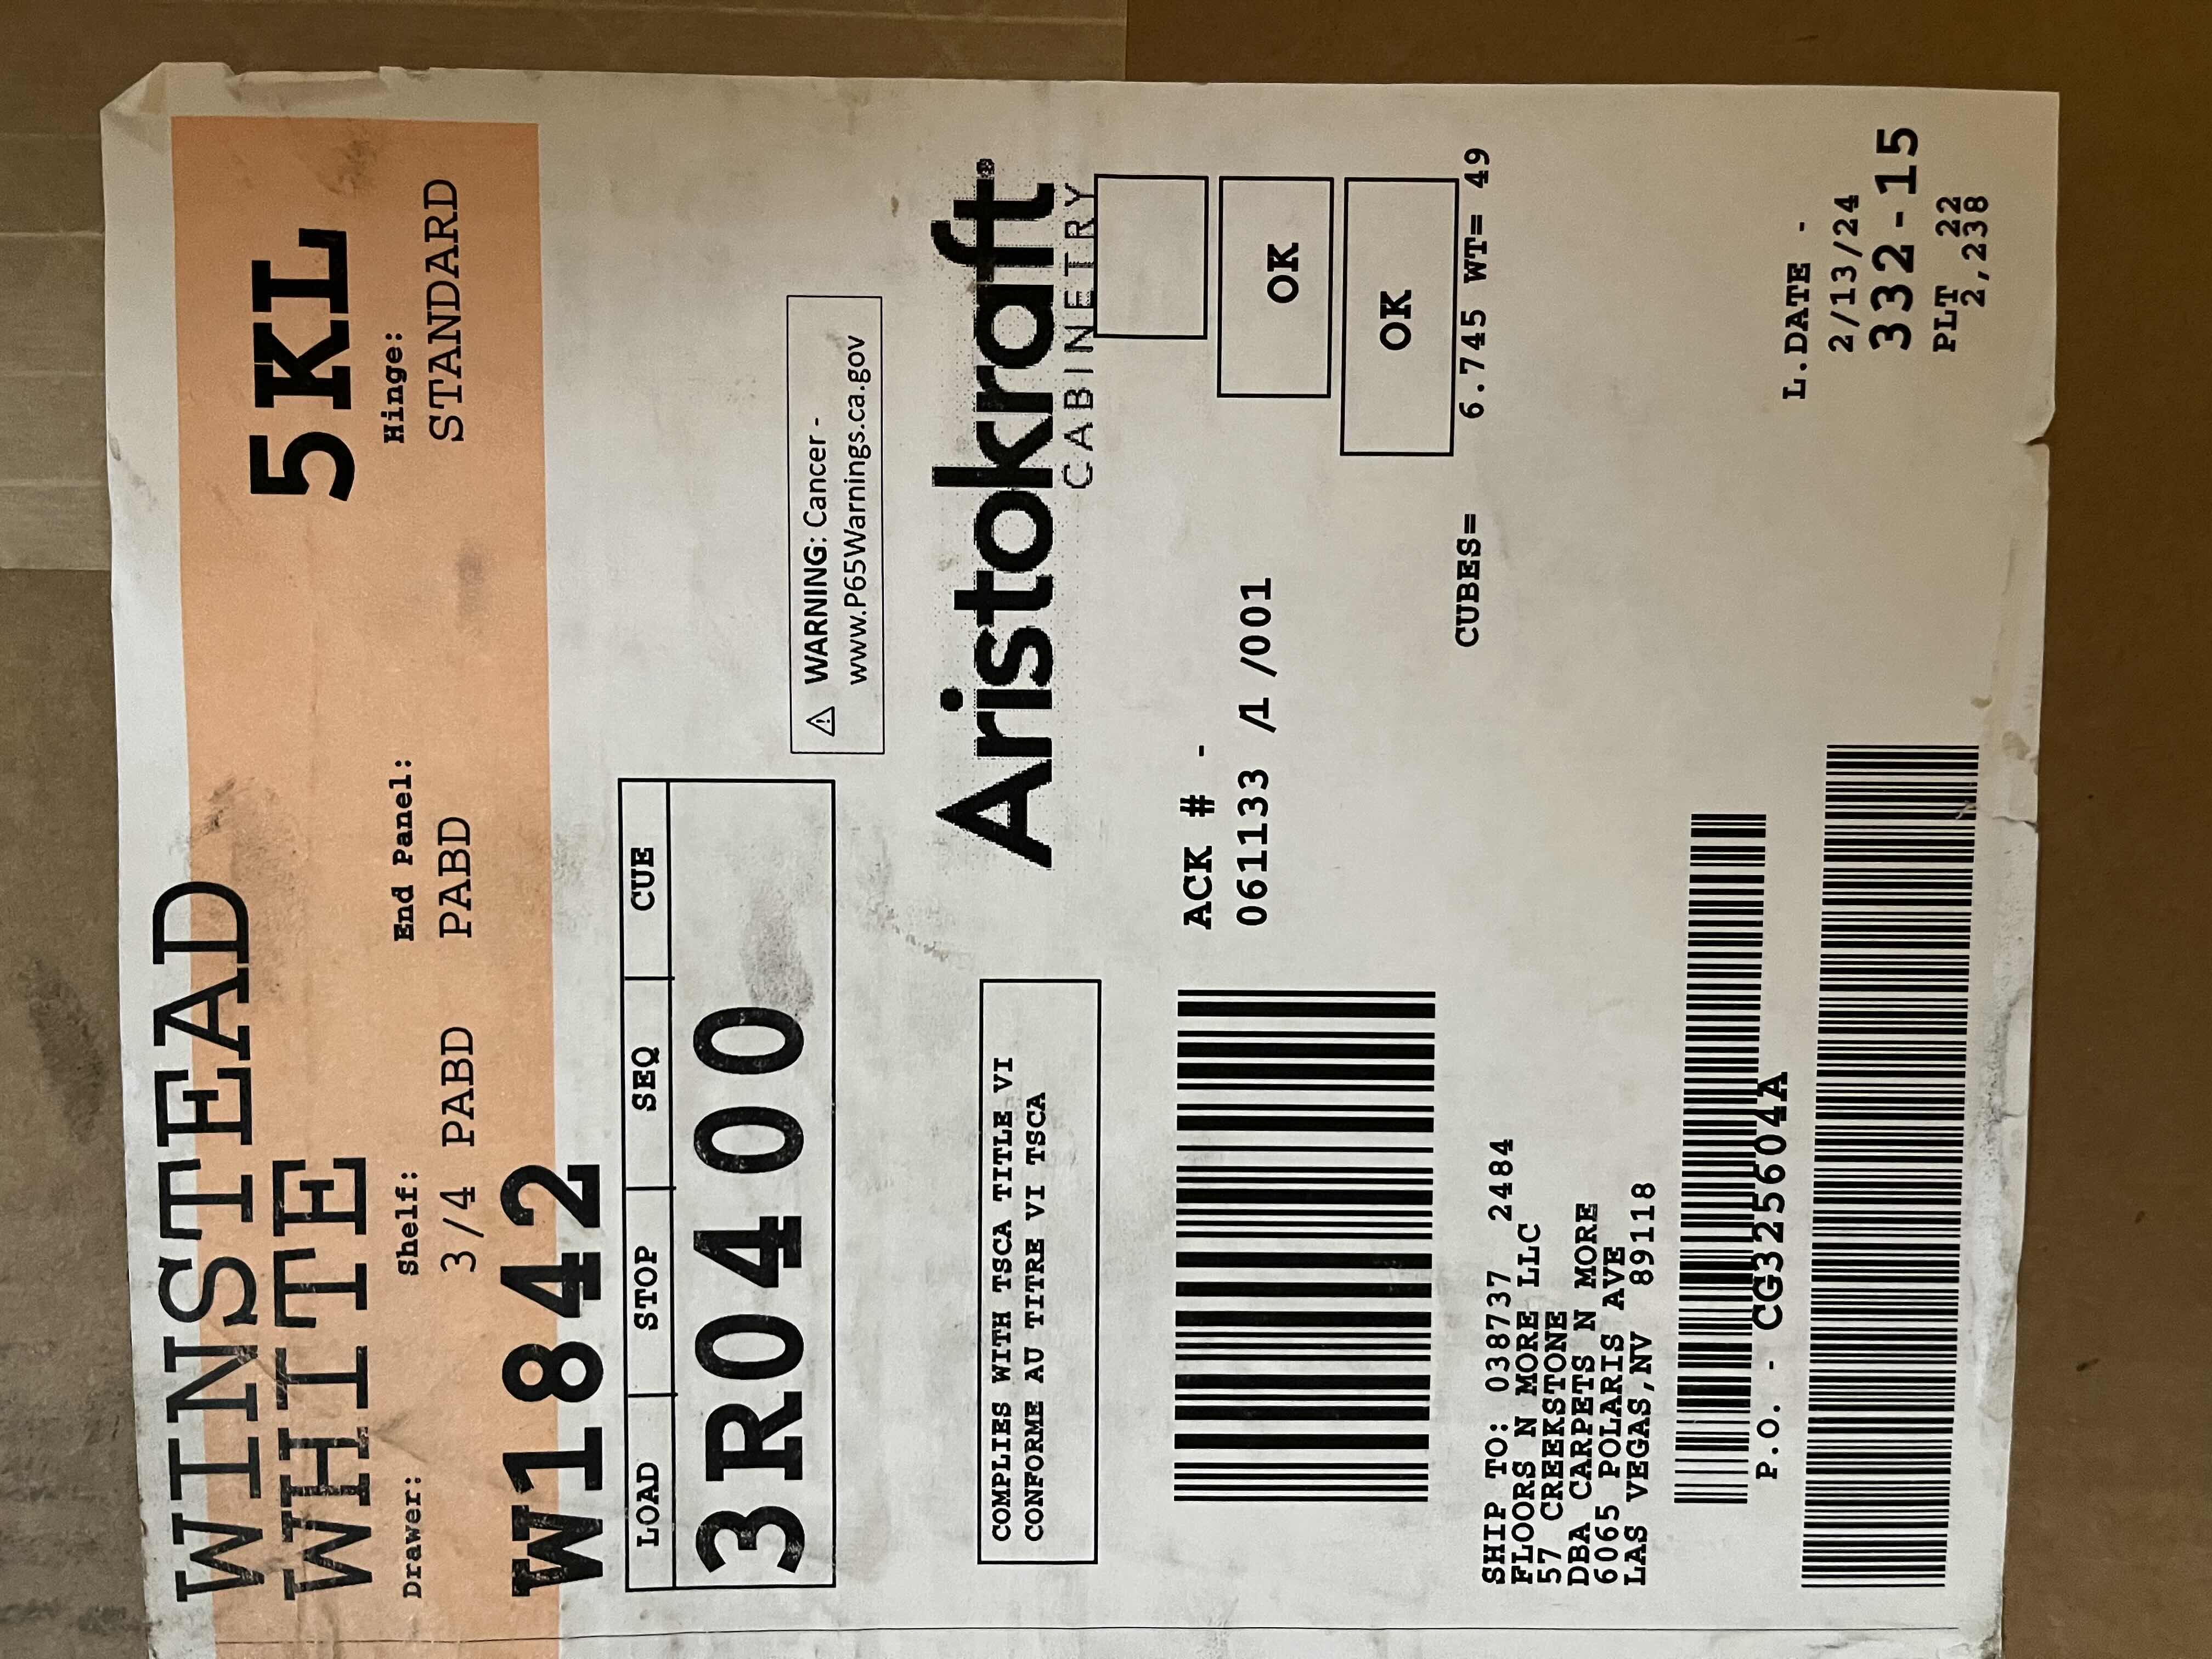 WINSTEAD
WHITE 5KL
Drawer: Shelf: End Panel: Hinge:
3/4 PABD PABD STANDARD
W1842
LOAD STOP SEQ CUE
3R0400
⚠ WARNING: Cancer -
www.P65Warnings.ca.gov
Aristokraft®
CABINETRY
COMPLIES WITH TSCA TITLE VI
CONFORME AU TITRE VI TSCA
ACK # -
061133 /1 /001
OK
OK
CUBES= 6.745 WT= 49
SHIP TO: 038737 2484
FLOORS N MORE LLC
57 CREEKSTONE
DBA CARPETS N MORE
6065 POLARIS AVE
LAS VEGAS,NV 89118
P.O. - CG325604A
L.DATE -
2/13/24
332-15
PLT 22
2,238